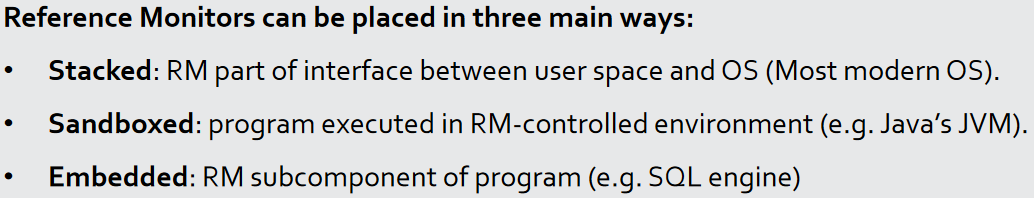 Reference Monitors can be placed in three main ways:
• Stacked: RM part of interface between user space and OS (Most modern OS).
• Sandboxed: program executed in RM-controlled environment (e.g. Java's JVM).
• Embedded: RM subcomponent of program (e.g. SQL engine)